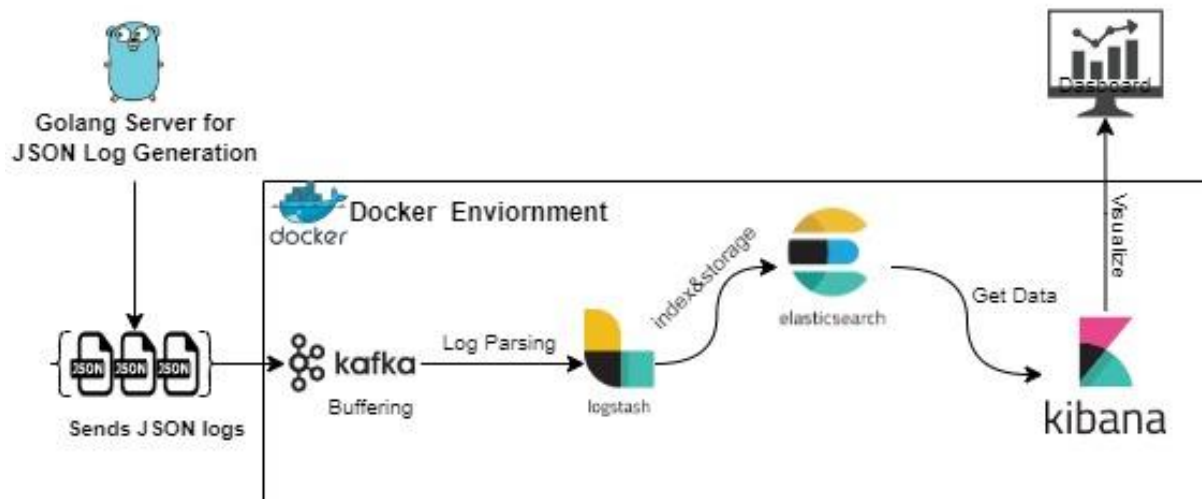 Dasboard
Golang Server for
JSON Log Generation
docker
Docker Enviornment
Visualize
index&storage
elasticsearch
Get Data
JSON JSON JSON
kafka
Log Parsing
Buffering
logstash
kibana
Sends JSON logs